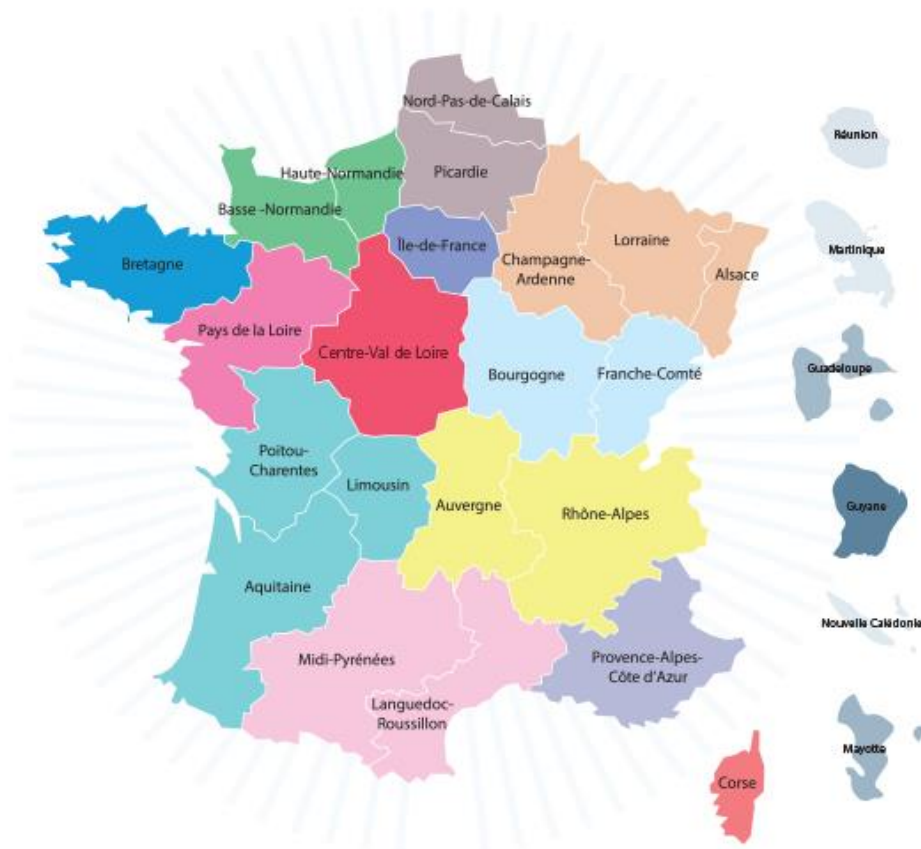 Nord-Pas-de-Calais
Picardie
Haute-Normandie
Basse -Normandie
Île-de-France
Champagne-
Ardenne
Lorraine
Alsace
Bretagne
Pays de la Loire
Centre-Val de Loire
Bourgogne
Franche-Comté
Poitou-
Charentes
Limousin
Auvergne
Rhône-Alpes
Aquitaine
Midi-Pyrénées
Languedoc-
Roussillon
Provence-Alpes-
Côte d'Azur
Corse
Réunion
Martinique
Guadeloupe
Guyane
Nouvelle Calédonie
Mayotte